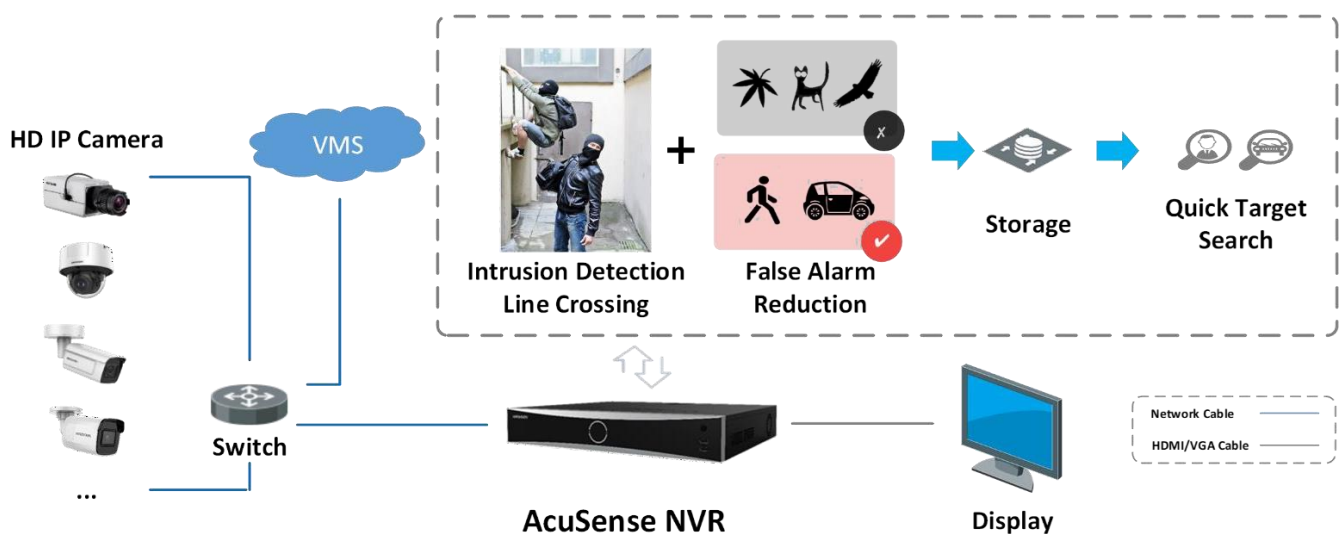 HD IP Camera
VMS
Intrusion Detection
Line Crossing
+
False Alarm
Reduction
x
Storage
Quick Target
Search
Switch
...
HIKVISION
AcuSense NVR
Display
Network Cable
HDMI/VGA Cable